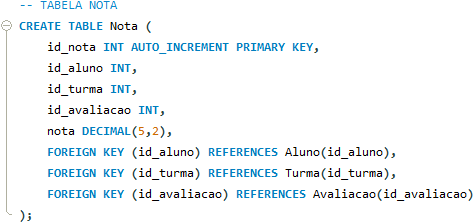 -- TABELA NOTA
CREATE TABLE Nota (
id_nota INT AUTO_INCREMENT PRIMARY KEY,
id_aluno INT,
id_turma INT,
id_avaliacao INT,
nota DECIMAL(5,2),
FOREIGN KEY (id_aluno) REFERENCES Aluno(id_aluno),
FOREIGN KEY (id_turma) REFERENCES Turma(id_turma),
FOREIGN KEY (id_avaliacao) REFERENCES Avaliacao(id_avaliacao)
);